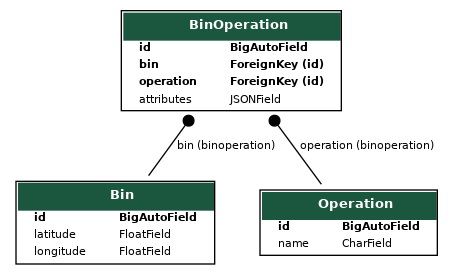 BinOperation
id BigAutoField
bin ForeignKey (id)
operation ForeignKey (id)
attributes JSONField
bin (binoperation) operation (binoperation)
Bin
id BigAutoField
latitude FloatField
longitude FloatField
Operation
id BigAutoField
name CharField